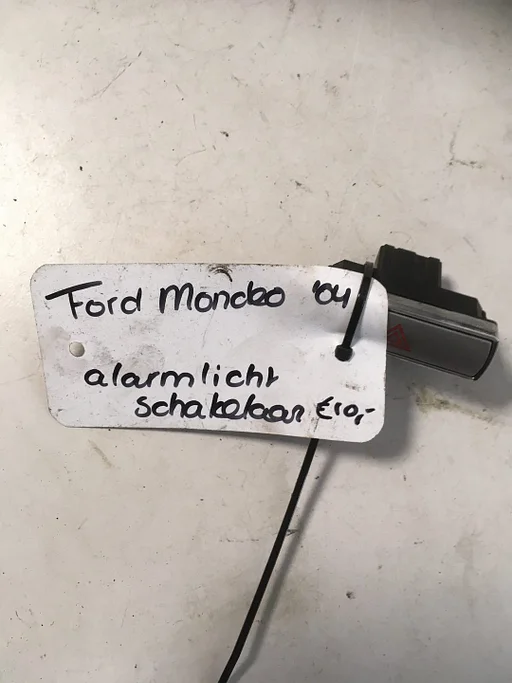 Ford Mondeo '04
alarmlicht
schakelaar €10,-